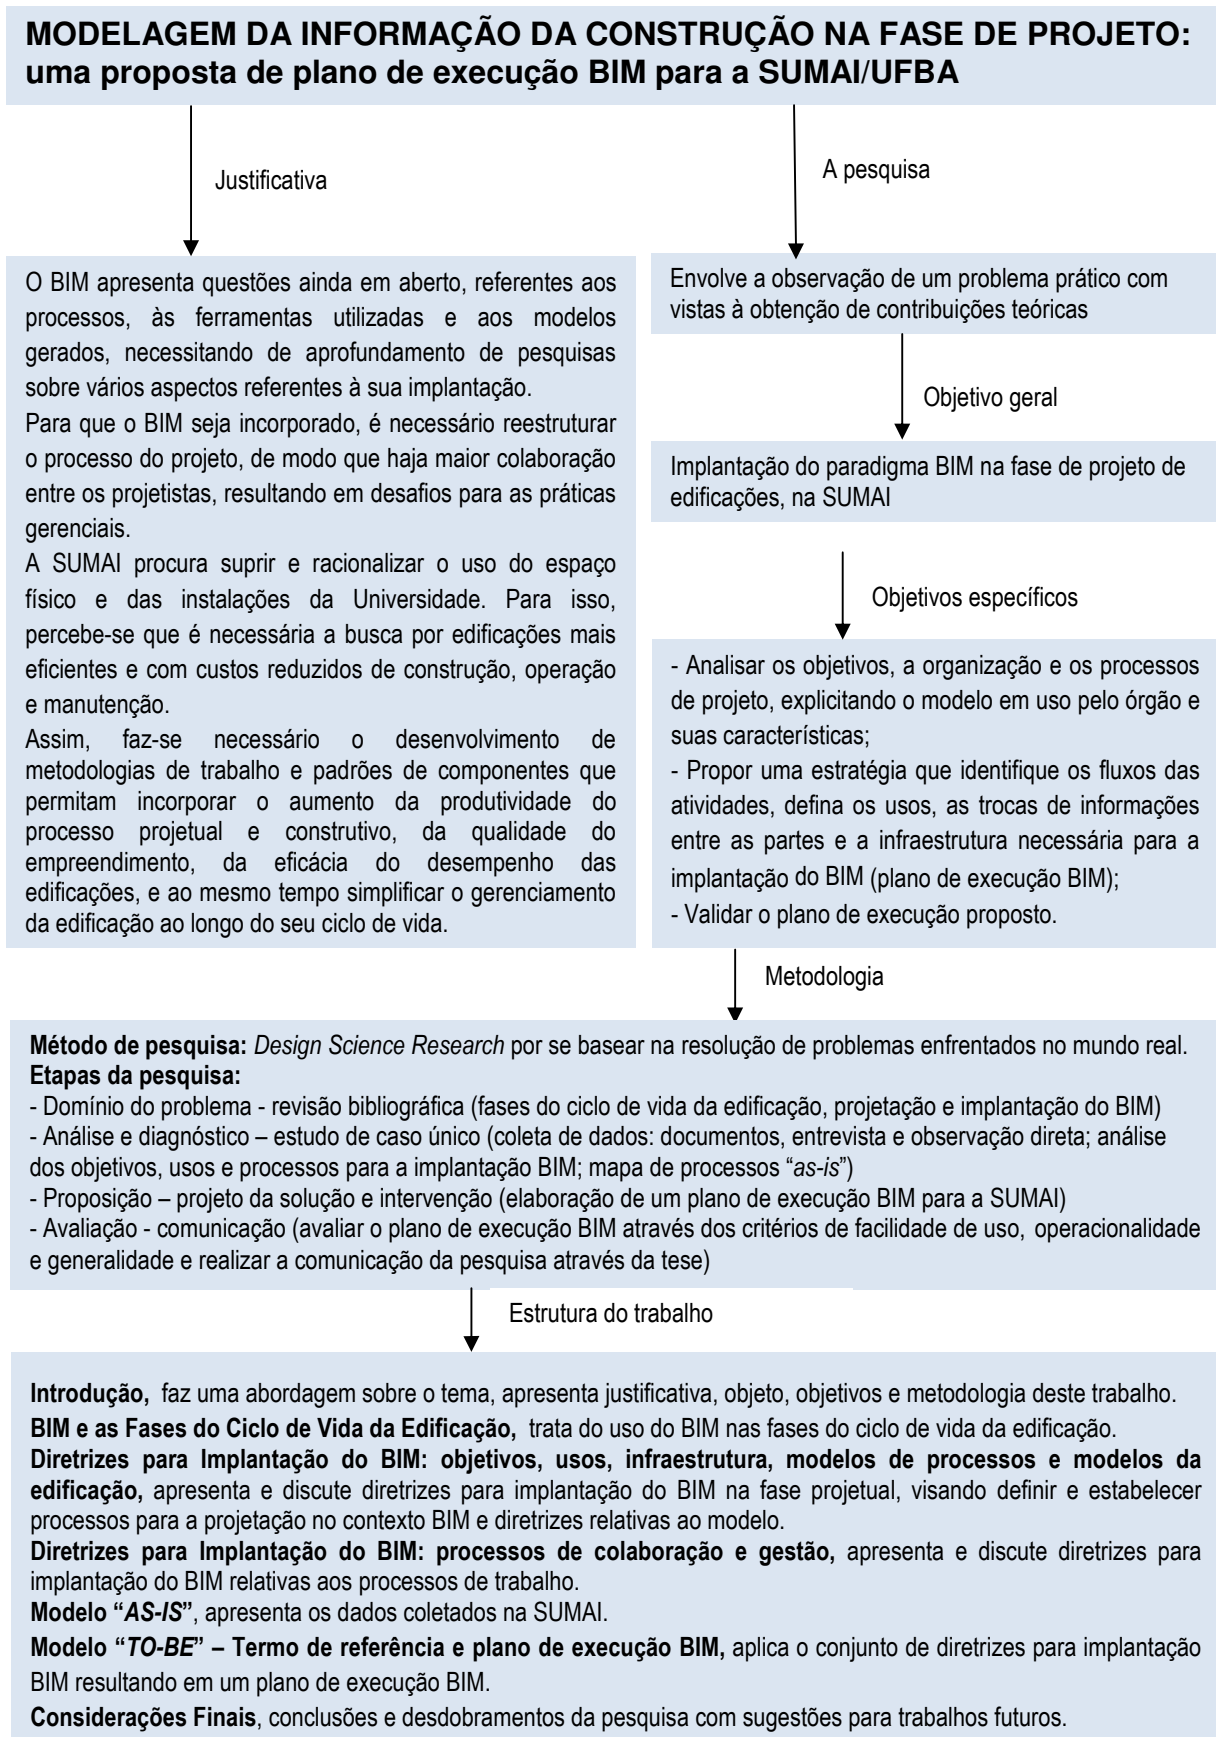 MODELAGEM DA INFORMAÇÃO DA CONSTRUÇÃO NA FASE DE PROJETO:
uma proposta de plano de execução BIM para a SUMAI/UFBA
Justificativa
A pesquisa
O BIM apresenta questões ainda em aberto, referentes aos
processos, às ferramentas utilizadas e aos modelos
gerados, necessitando de aprofundamento de pesquisas
sobre vários aspectos referentes à sua implantação.
Para que o BIM seja incorporado, é necessário reestruturar
o processo do projeto, de modo que haja maior colaboração
entre os projetistas, resultando em desafios para as práticas
gerenciais.
A SUMAI procura suprir e racionalizar o uso do espaço
físico e das instalações da Universidade. Para isso,
percebe-se que é necessária a busca por edificações mais
eficientes e com custos reduzidos de construção, operação
e manutenção.
Assim, faz-se necessário o desenvolvimento de
metodologias de trabalho e padrões de componentes que
permitam incorporar o aumento da produtividade do
processo projetual e construtivo, da qualidade do
empreendimento, da eficácia do desempenho das
edificações, e ao mesmo tempo simplificar o gerenciamento
da edificação ao longo do seu ciclo de vida.
Envolve a observação de um problema prático com
vistas à obtenção de contribuições teóricas
Objetivo geral
Implantação do paradigma BIM na fase de projeto de
edificações, na SUMAI
Objetivos específicos
- Analisar os objetivos, a organização e os processos
de projeto, explicitando o modelo em uso pelo órgão e
suas características;
- Propor uma estratégia que identifique os fluxos das
atividades, defina os usos, as trocas de informações
entre as partes e a infraestrutura necessária para a
implantação do BIM (plano de execução BIM);
- Validar o plano de execução proposto.
Metodologia
Método de pesquisa: Design Science Research por se basear na resolução de problemas enfrentados no mundo real.
Etapas da pesquisa:
- Domínio do problema - revisão bibliográfica (fases do ciclo de vida da edificação, projetação e implantação do BIM)
- Análise e diagnóstico – estudo de caso único (coleta de dados: documentos, entrevista e observação direta; análise
dos objetivos, usos e processos para a implantação BIM; mapa de processos “as-is”)
- Proposição – projeto da solução e intervenção (elaboração de um plano de execução BIM para a SUMAI)
- Avaliação - comunicação (avaliar o plano de execução BIM através dos critérios de facilidade de uso, operacionalidade
e generalidade e realizar a comunicação da pesquisa através da tese)
Estrutura do trabalho
Introdução, faz uma abordagem sobre o tema, apresenta justificativa, objeto, objetivos e metodologia deste trabalho.
BIM e as Fases do Ciclo de Vida da Edificação, trata do uso do BIM nas fases do ciclo de vida da edificação.
Diretrizes para Implantação do BIM: objetivos, usos, infraestrutura, modelos de processos e modelos da
edificação, apresenta e discute diretrizes para implantação do BIM na fase projetual, visando definir e estabelecer
processos para a projetação no contexto BIM e diretrizes relativas ao modelo.
Diretrizes para Implantação do BIM: processos de colaboração e gestão, apresenta e discute diretrizes para
implantação do BIM relativas aos processos de trabalho.
Modelo “AS-IS”, apresenta os dados coletados na SUMAI.
Modelo “TO-BE” – Termo de referência e plano de execução BIM, aplica o conjunto de diretrizes para implantação
BIM resultando em um plano de execução BIM.
Considerações Finais, conclusões e desdobramentos da pesquisa com sugestões para trabalhos futuros.